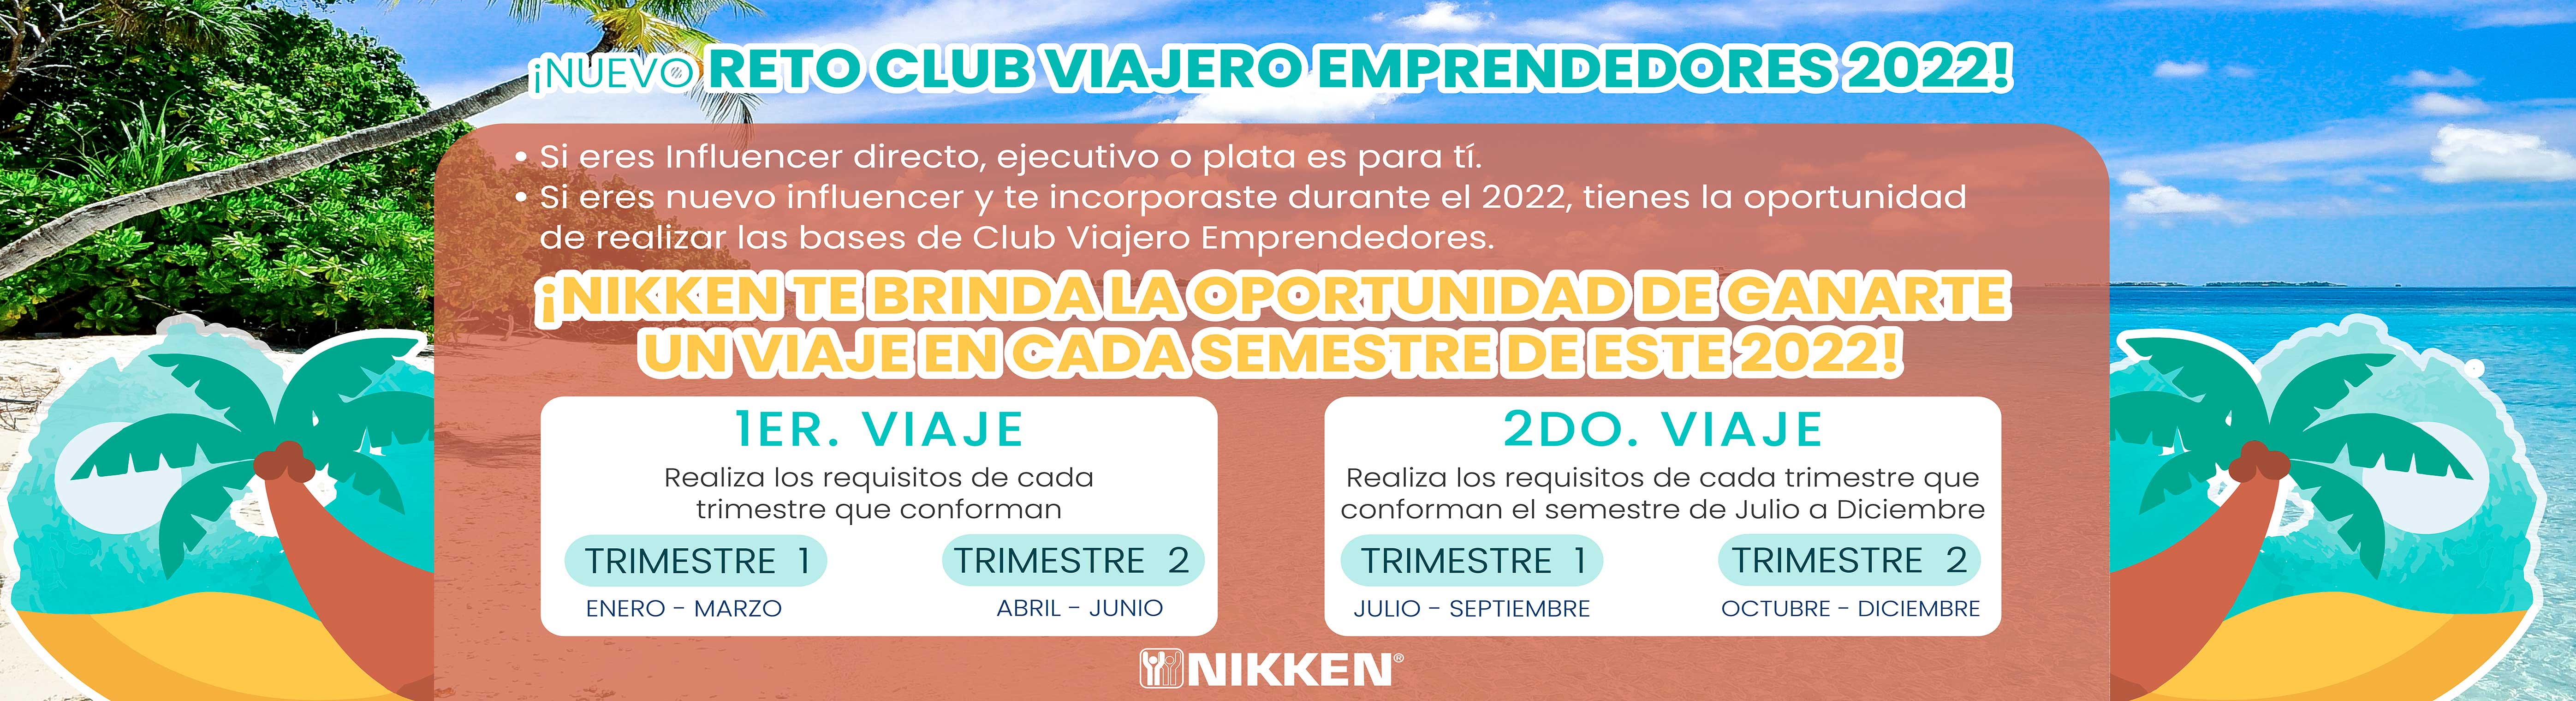 ¡NUEVO RETO CLUB VIAJERO EMPRENDEDORES 2022!
• Si eres Influencer directo, ejecutivo o plata es para tí.
• Si eres nuevo influencer y te incorporaste durante el 2022, tienes la oportunidad
de realizar las bases de Club Viajero Emprendedores.
¡NIKKEN TE BRINDA LA OPORTUNIDAD DE GANARTE
UN VIAJE EN CADA SEMESTRE DE ESTE 2022!
1ER. VIAJE
Realiza los requisitos de cada
trimestre que conforman
TRIMESTRE 1
ENERO - MARZO
TRIMESTRE 2
ABRIL - JUNIO
2DO. VIAJE
Realiza los requisitos de cada trimestre que
conforman el semestre de Julio a Diciembre
TRIMESTRE 1
JULIO - SEPTIEMBRE
TRIMESTRE 2
OCTUBRE - DICIEMBRE
NIKKEN®